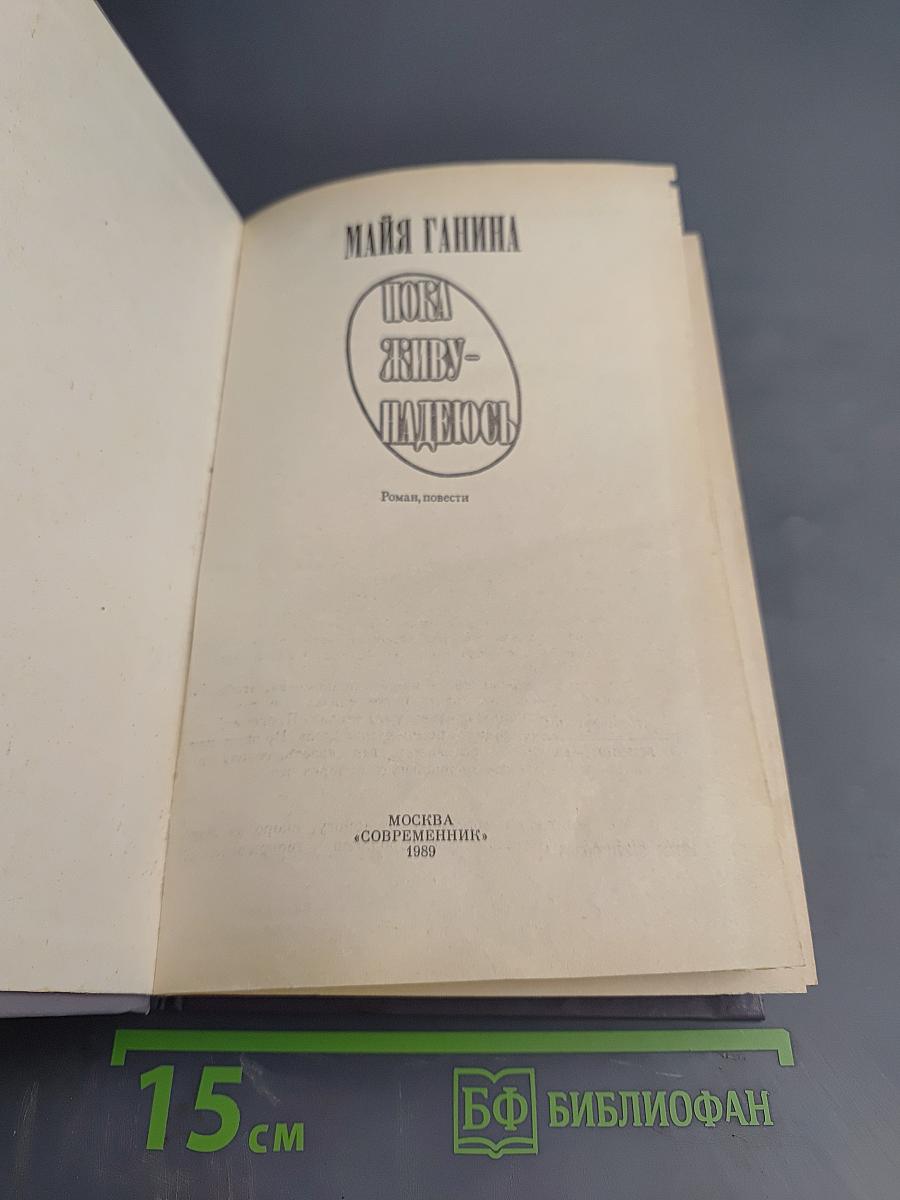 МАЙЯ ГАНИНА
ПОКА
ЖИВУ–
НАДЕЮСЬ
Роман, повести
МОСКВА
«СОВРЕМЕННИК»
1989
15 см
БФ БИБЛИОФАН